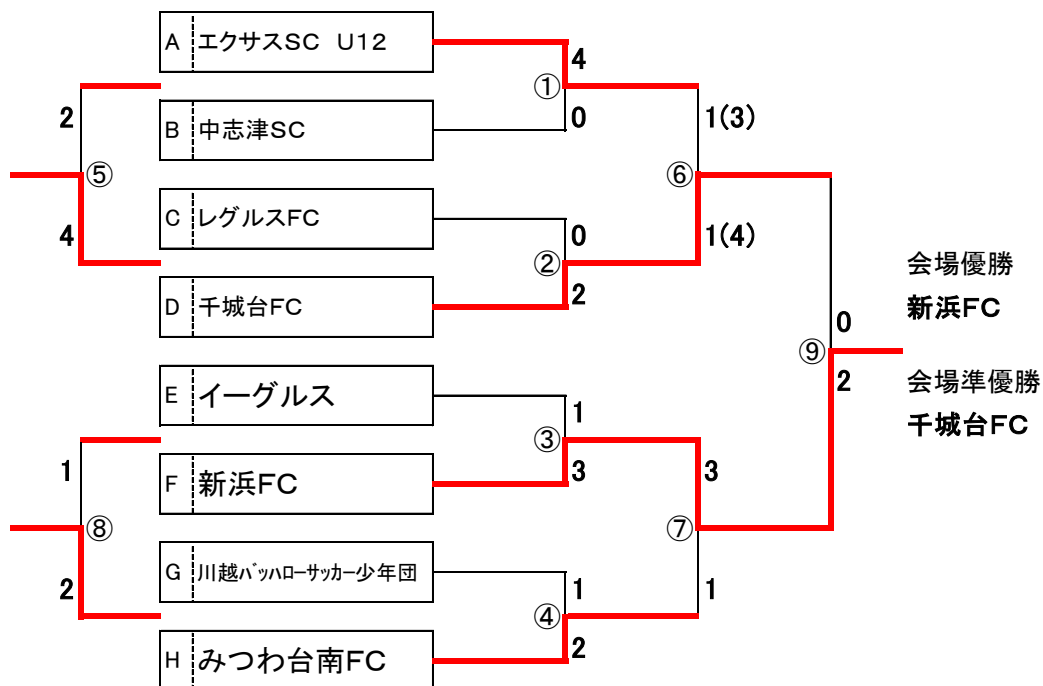 A エクサスSC U12
4
①
2
0
1(3)
B 中志津SC
⑤
⑥
C レグルスFC
4
0
1(4)
②
会場優勝
D 千城台FC
2
新浜FC
0
⑨
E イーグルス
2
会場準優勝
1
千城台FC
③
1
3
3
F 新浜FC
⑧
⑦
G 川越バッハローサッカー少年団
2
1
1
④
H みつわ台南FC
2